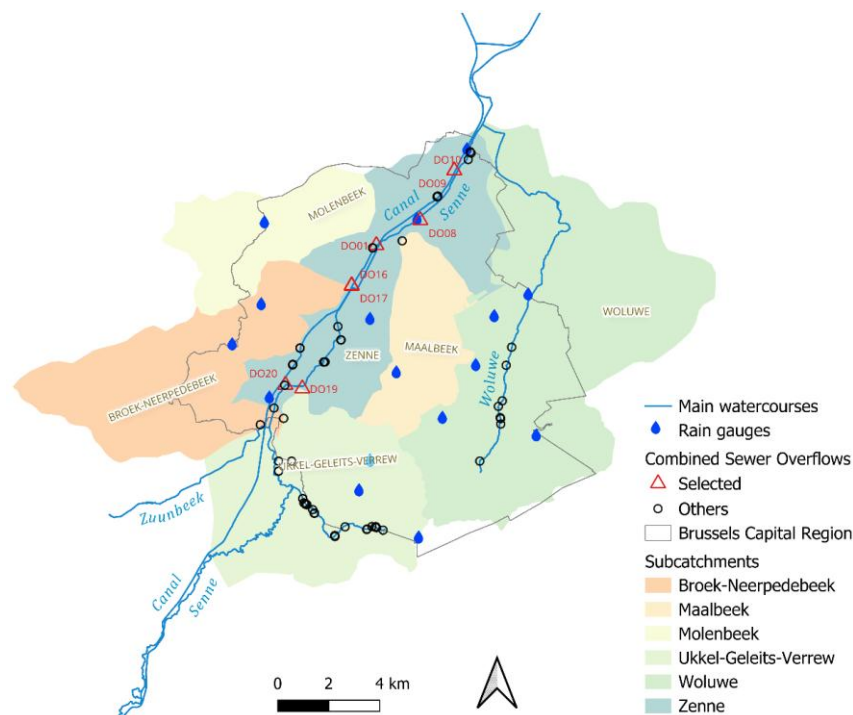 DO10
MOLENBEEK
DO09
Canal
Senne
DO08
DO01
DO16
WOLUWE
DO17
MAALBEEK
ZENNE
DO20
DO19
BROEK-NEERPEDEBEEK
Woluwe
UKKEL-GELEITS-VERREW
Zuunbeek
Canal
Senne
Main watercourses
Rain gauges
Combined Sewer Overflows
Selected
Others
Brussels Capital Region
Subcatchments
Broek-Neerpedebeek
Maalbeek
Molenbeek
Ukkel-Geleits-Verrew
Woluwe
Zenne
0 2 4 km